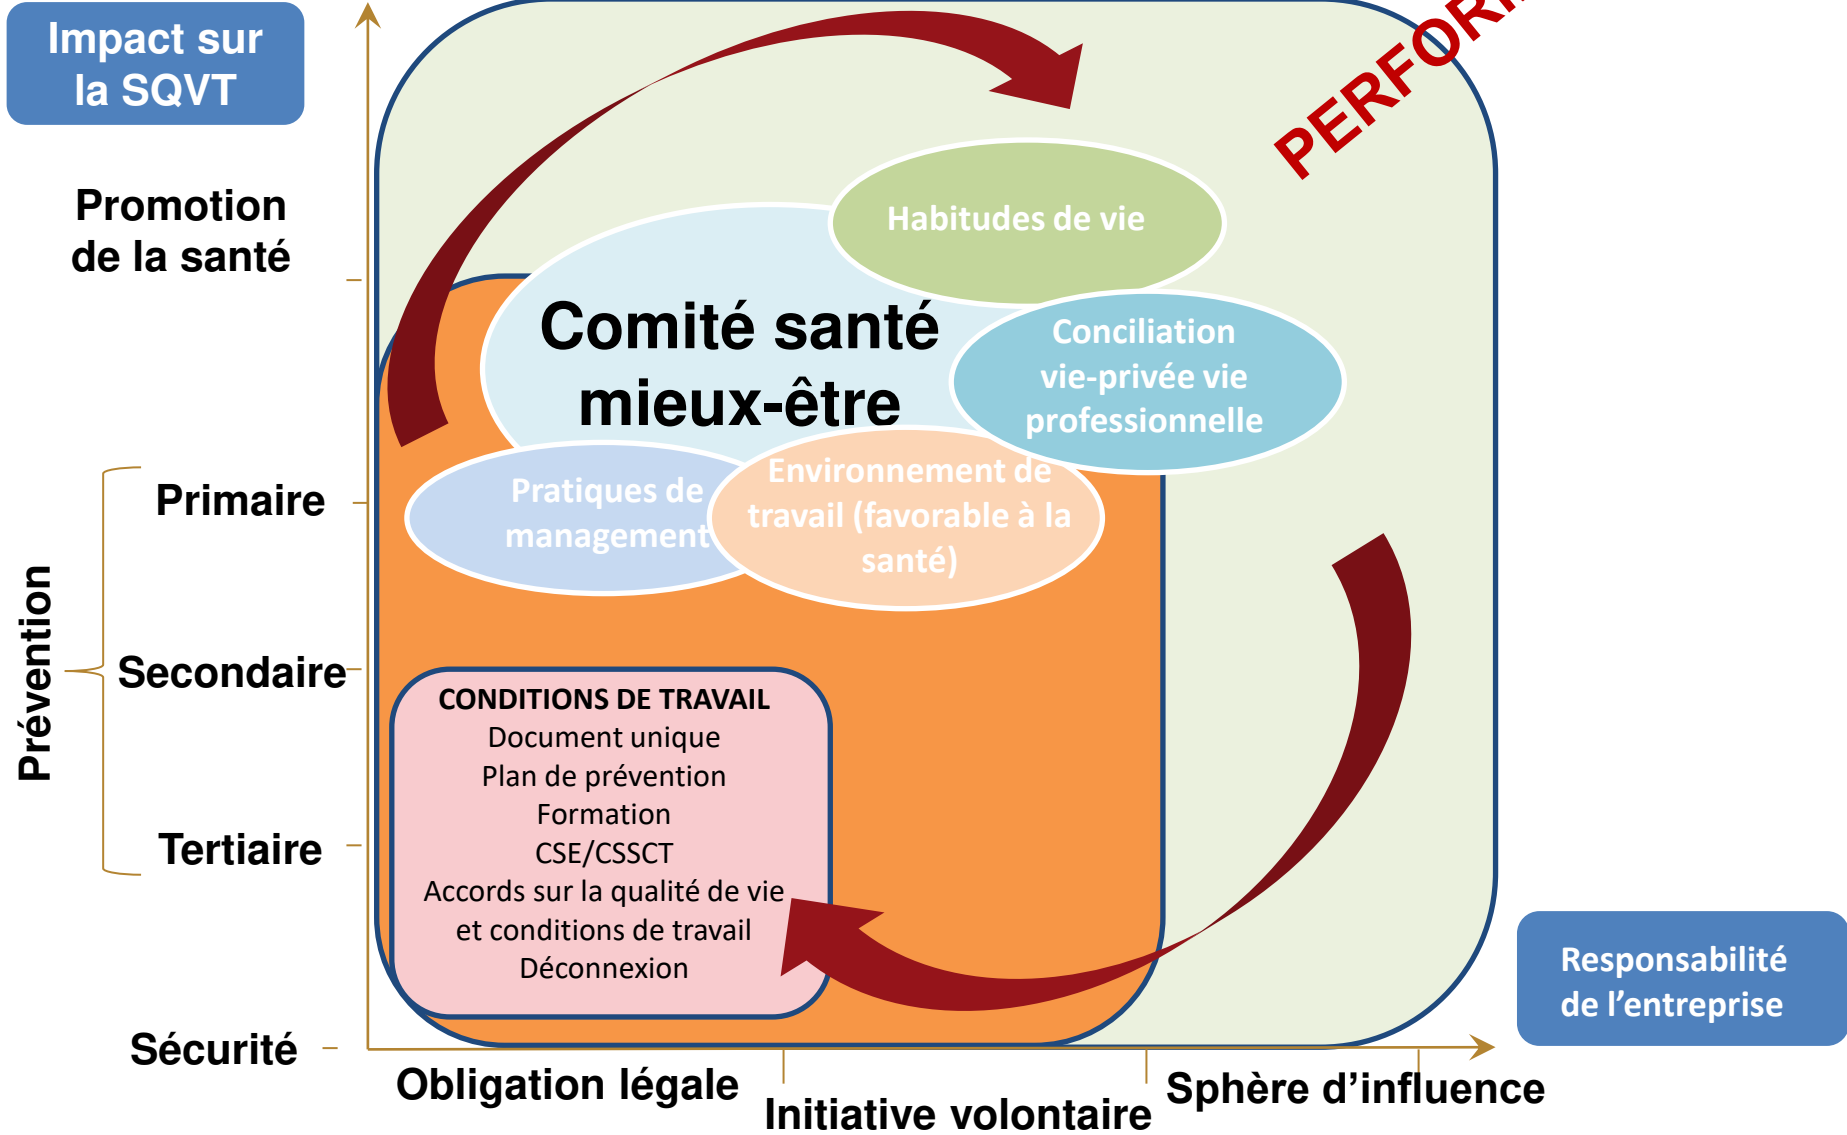 Impact sur
la SQVT
Promotion
de la santé
Habitudes de vie
Comité santé
mieux-être
Conciliation
vie-privée vie
professionnelle
Pratiques de
management
Environnement de
travail (favorable à la
santé)
Prévention
Primaire
Secondaire
Tertiaire
Sécurité
CONDITIONS DE TRAVAIL
Document unique
Plan de prévention
Formation
CSE/CSSCT
Accords sur la qualité de vie
et conditions de travail
Déconnexion
Responsabilité
de l’entreprise
Obligation légale
Initiative volontaire
Sphère d’influence